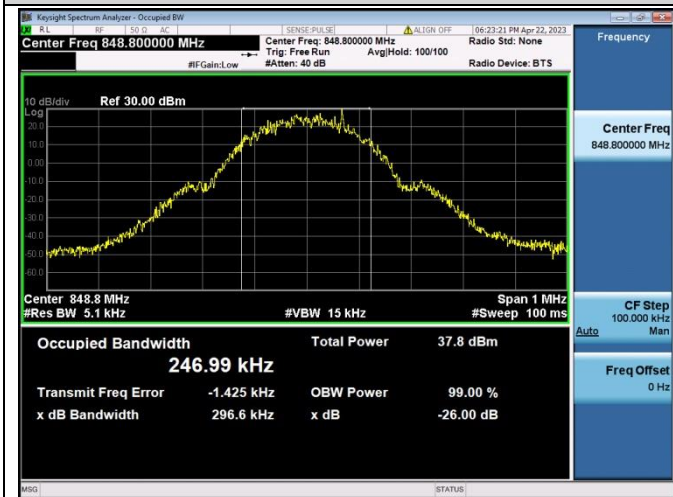 Keysight Spectrum Analyzer - Occupied BW
RL RF 50 Ω AC SENSE:PULSE ALIGN OFF 06:23:21 PM Apr 22, 2023
Center Freq 848.800000 MHz
Center Freq: 848.800000 MHz Radio Std: None
Trig: Free Run Avg|Hold: 100/100
#IFGain:Low #Atten: 40 dB Radio Device: BTS
Frequency
10 dB/div Ref 30.00 dBm
Log
20.0
10.0
0.00
-10.0
-20.0
-30.0
-40.0
-50.0
-60.0
Center 848.8 MHz Span 1 MHz
#Res BW 5.1 kHz #VBW 15 kHz #Sweep 100 ms
Occupied Bandwidth Total Power 37.8 dBm
246.99 kHz
Transmit Freq Error -1.425 kHz OBW Power 99.00 %
x dB Bandwidth 296.6 kHz x dB -26.00 dB
Center Freq
848.800000 MHz
CF Step
100.000 kHz
Auto Man
Freq Offset
0 Hz
MSG STATUS